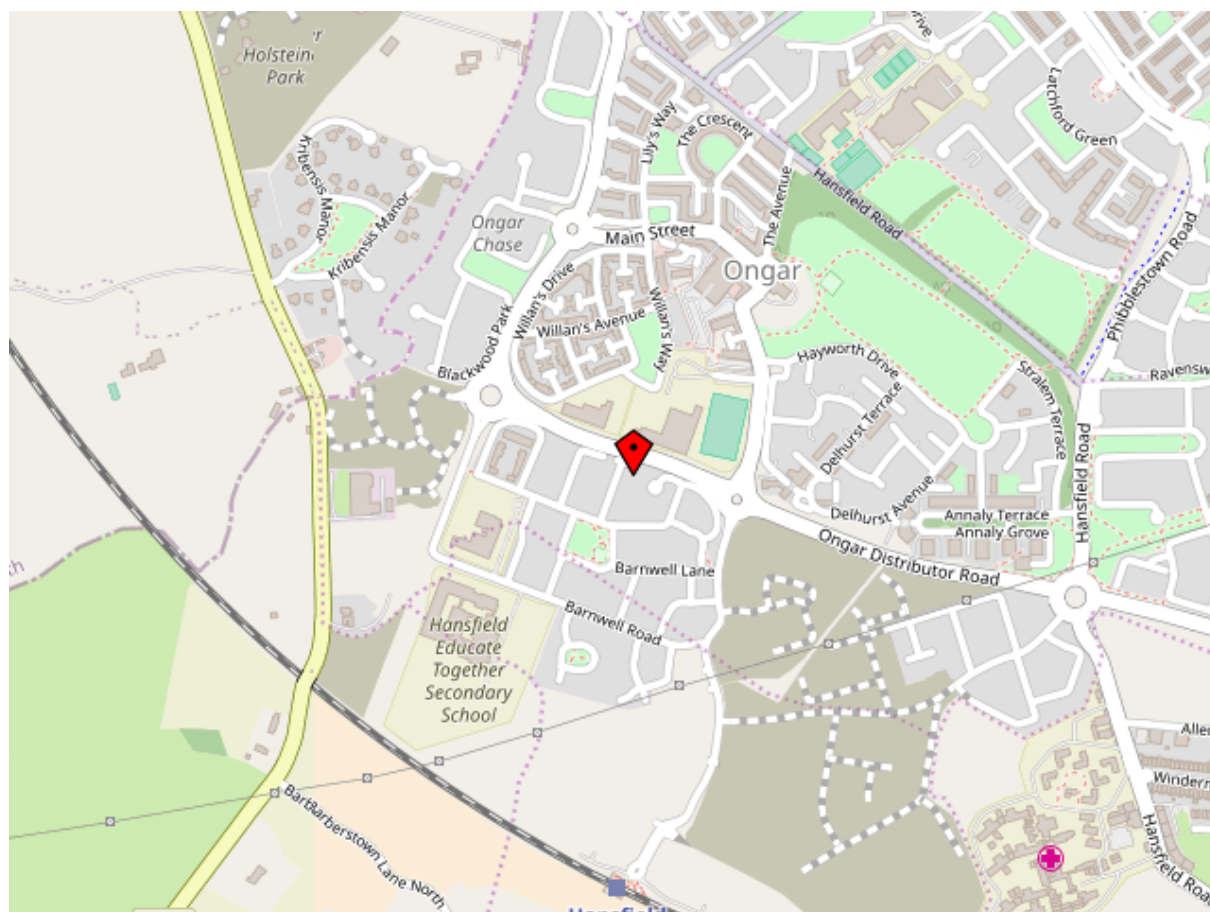 Holstein
Park
Kribensis Manor
Kribensis Manor
Lily's Way
The Crescent
Latchford Green
Hansfield Road
The Avenue
Ongar
Chase
Main Street
Ongar
Phibblestown Road
Willan's Drive
Willan's Avenue
Willan's Way
Blackwood Park
Hayworth Drive
Stralem Terrace
Ravensw
Delhurst Terrace
Delhurst Avenue
Hansfield Road
Annaly Terrace
Annaly Grove
Ongar Distributor Road
Barnwell Lane
Barnwell Road
Hansfield
Educate
Together
Secondary
School
Alle
Winderm
Barberstown Lane North
Hansfield Road